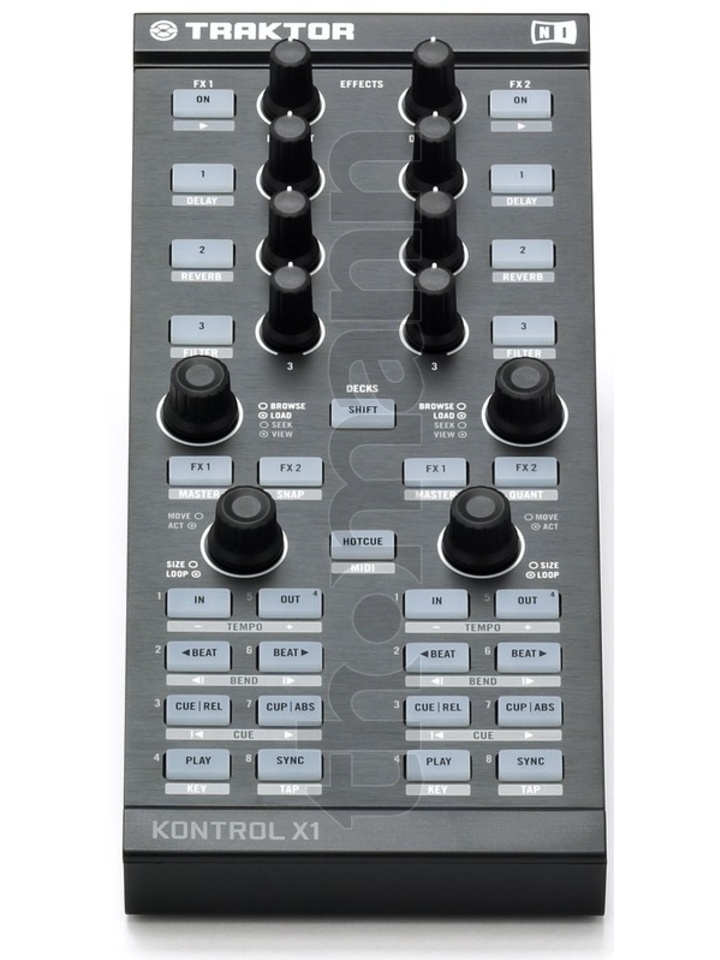 TRAKTOR NI
FX 1 EFFECTS FX 2
ON ON
1 1
DELAY DELAY
2 2
REVERB REVERB
3 3
FILTER FILTER
3 3
DECKS
SHIFT
BROWSE BROWSE
LOAD LOAD
SEEK SEEK
VIEW VIEW
FX 1 FX 2 FX 1 FX 2
MASTER SNAP MASTER QUANT
MOVE MOVE
ACT ACT
HOTCUE
MIDI
SIZE SIZE
LOOP LOOP
1 IN 5 OUT 4 1 IN 5 OUT 4
− TEMPO + − TEMPO +
2 ◄BEAT 6 BEAT► 2 ◄BEAT 6 BEAT►
BEND BEND
3 CUE|REL 7 CUP|ABS 3 CUE|REL 7 CUP|ABS
CUE CUE
4 PLAY 8 SYNC 4 PLAY 8 SYNC
KEY TAP KEY TAP
KONTROL X1
thomann